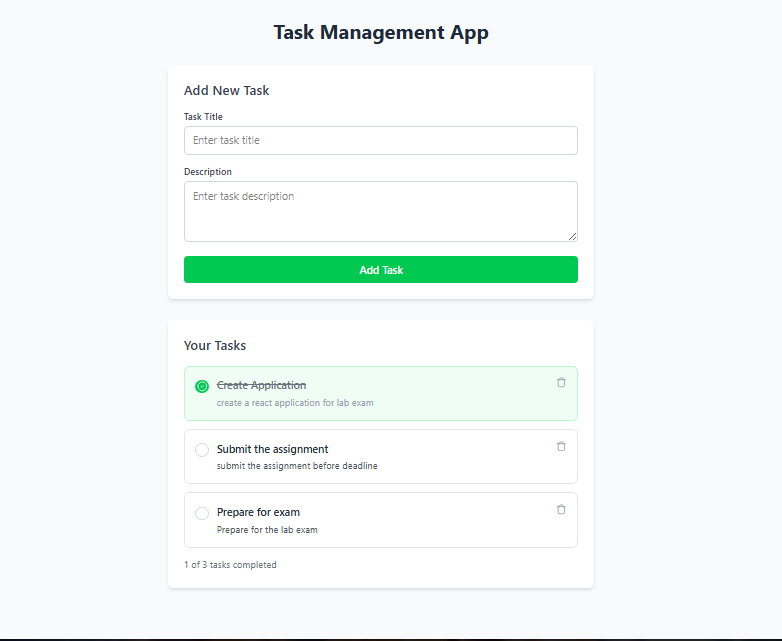 Task Management App
Add New Task
Task Title
Enter task title
Description
Enter task description
Add Task
Your Tasks
Create Application
create a react application for lab exam
Submit the assignment
submit the assignment before deadline
Prepare for exam
Prepare for the lab exam
1 of 3 tasks completed